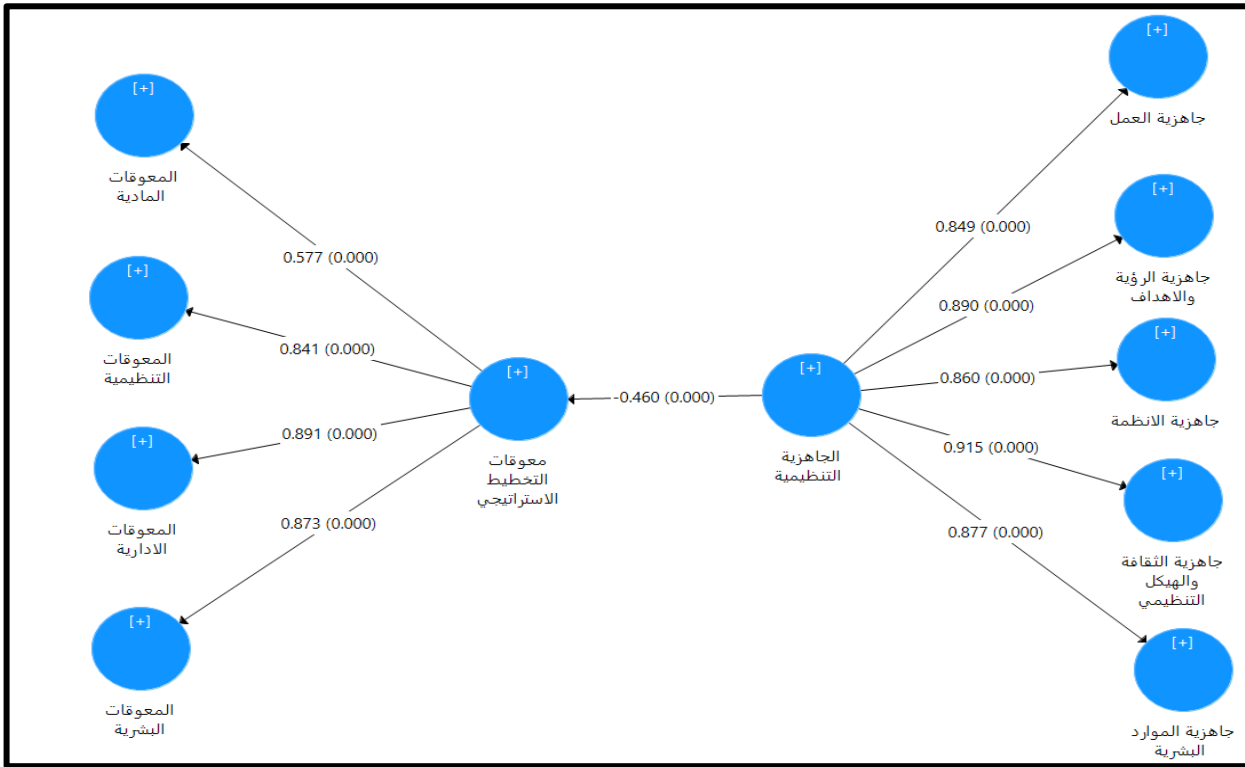 [+]
جاهزية العمل
[+]
المعوقات
المادية
[+]
جاهزية الرؤية
والاهداف
0.849 (0.000)
0.577 (0.000)
[+]
المعوقات
التنظيمية
0.890 (0.000)
[+]
جاهزية الانظمة
0.841 (0.000)
[+]
معوقات
التخطيط
الاستراتيجي
-0.460 (0.000)
[+]
الجاهزية
التنظيمية
0.860 (0.000)
0.891 (0.000)
[+]
المعوقات
الادارية
0.915 (0.000)
[+]
جاهزية الثقافة
والهيكل
التنظيمي
0.873 (0.000)
0.877 (0.000)
[+]
المعوقات
البشرية
[+]
جاهزية الموارد
البشرية